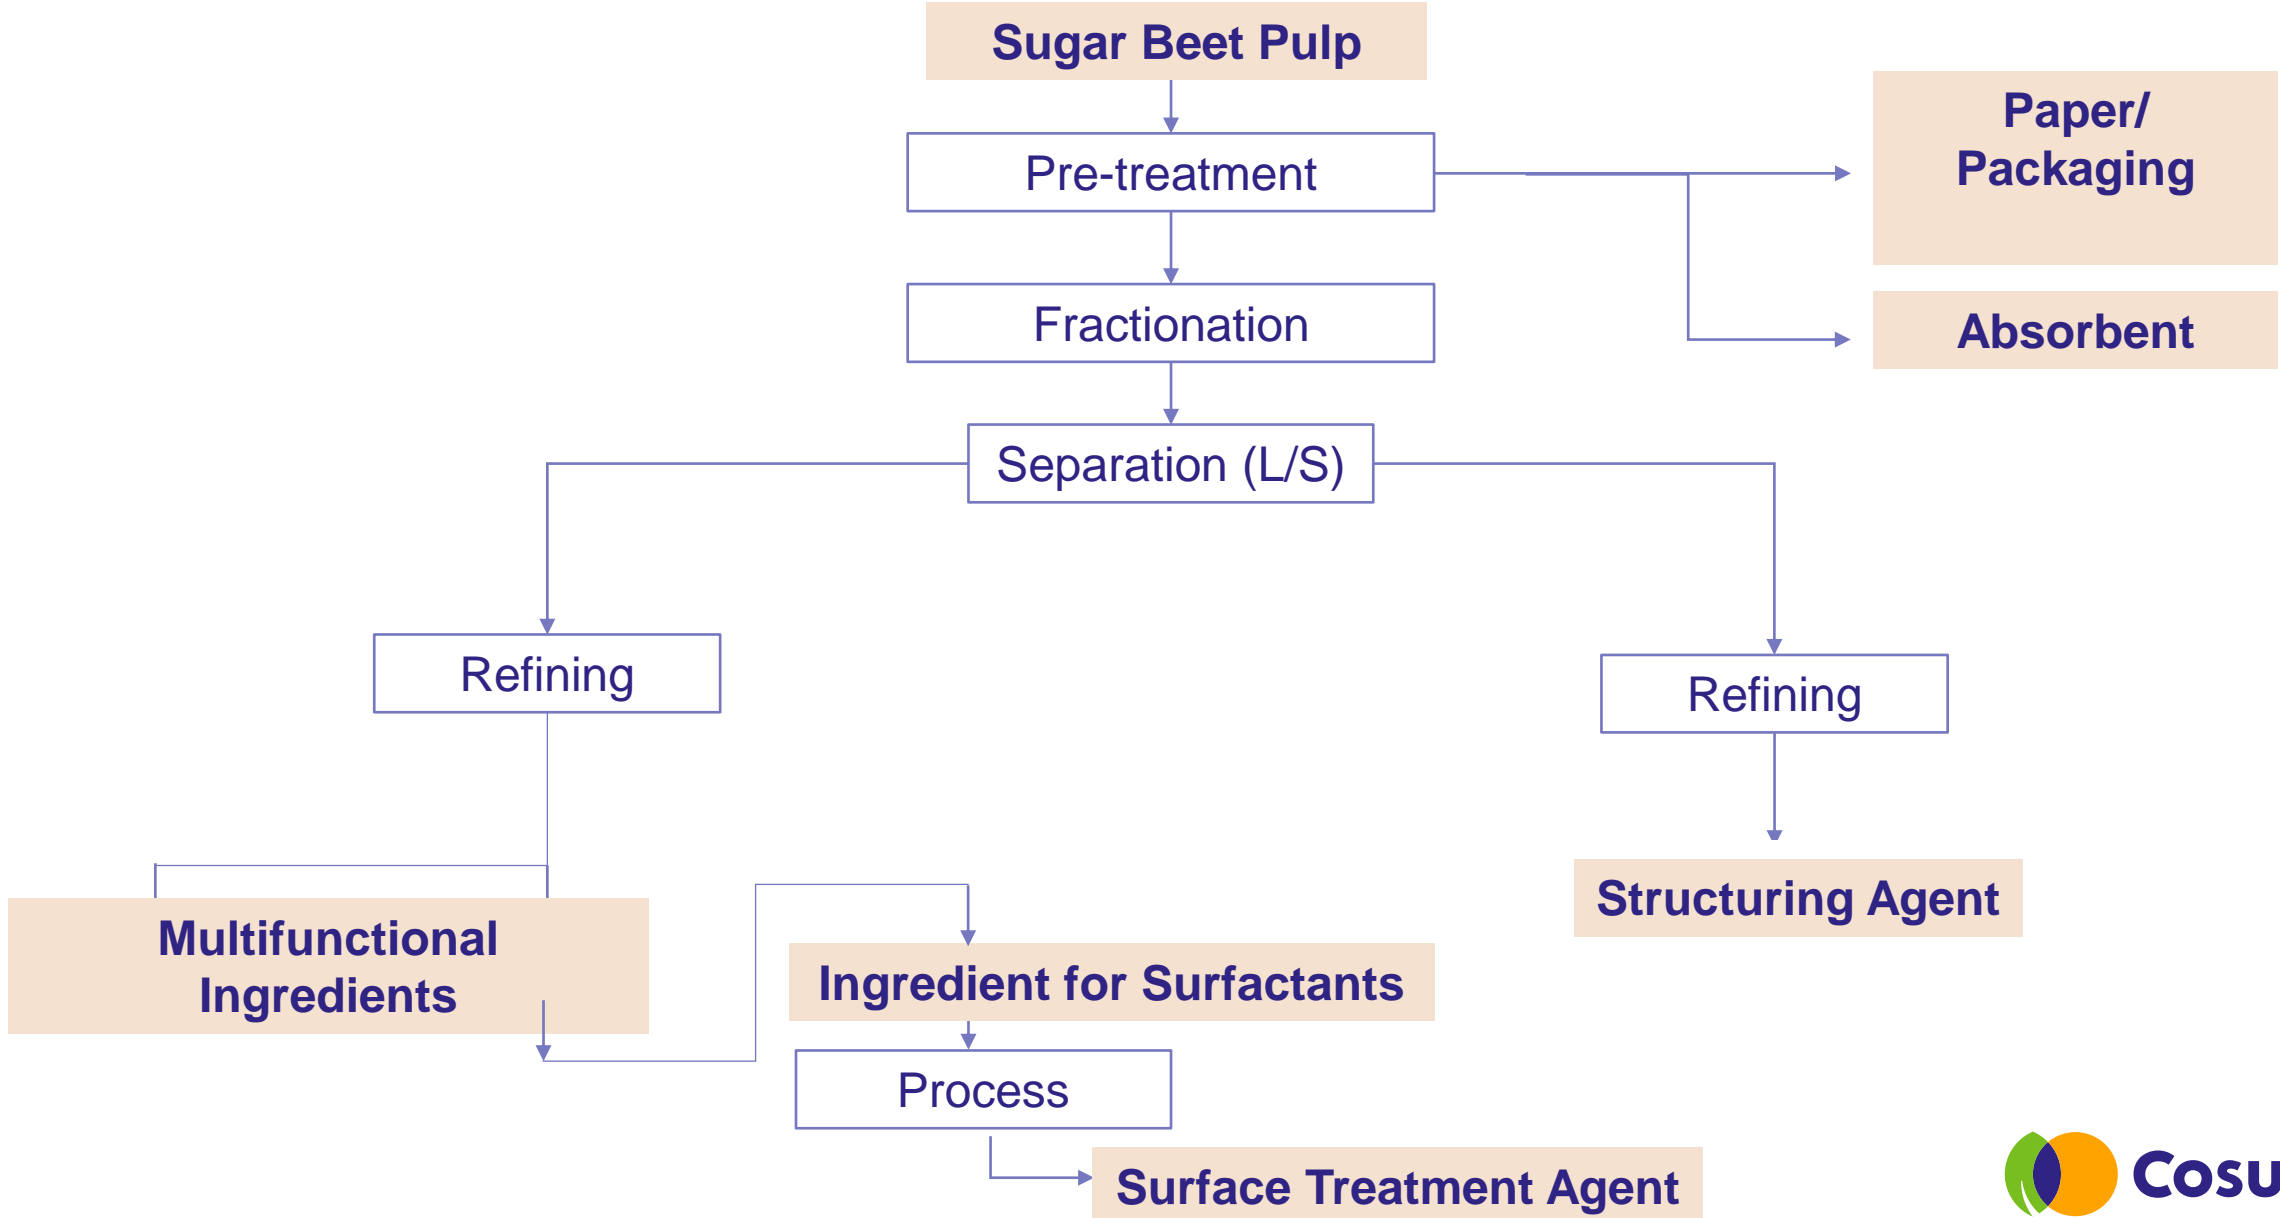 Sugar Beet Pulp
Paper/
Packaging
Pre-treatment
Fractionation
Absorbent
Separation (L/S)
Refining
Refining
Structuring Agent
Multifunctional
Ingredients
Ingredient for Surfactants
Process
Surface Treatment Agent
Cosu